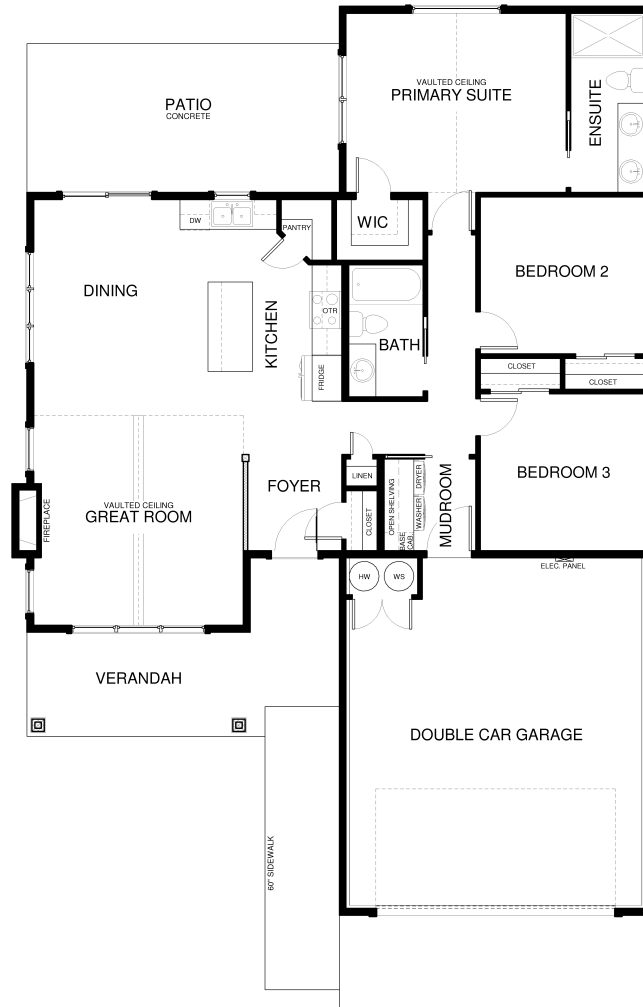 VAULTED CEILING
PRIMARY SUITE
ENSUITE
PATIO
CONCRETE
DW
PANTRY
WIC
DINING
KITCHEN
OTR
FRIDGE
BATH
BEDROOM 2
CLOSET
CLOSET
BEDROOM 3
VAULTED CEILING
GREAT ROOM
FIREPLACE
FOYER
LINEN
CLOSET
OPEN SHELVING
BASE
CAB.
WASHER
DRYER
MUDROOM
HW
WS
ELEC. PANEL
VERANDAH
DOUBLE CAR GARAGE
60" SIDEWALK